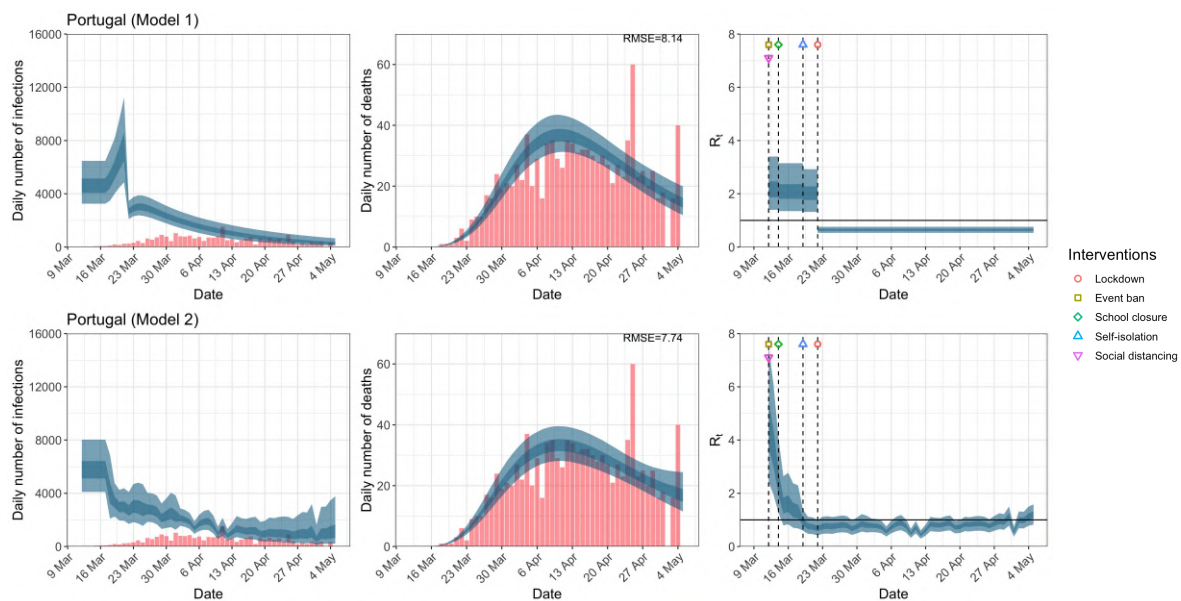 Portugal (Model 1)
Daily number of infections
16000
12000
8000
4000
0
9 Mar
16 Mar
23 Mar
30 Mar
6 Apr
13 Apr
20 Apr
27 Apr
4 May
Date
Daily number of deaths
RMSE=8.14
60
40
20
0
9 Mar
16 Mar
23 Mar
30 Mar
6 Apr
13 Apr
20 Apr
27 Apr
4 May
Date
Rt
8
6
4
2
0
9 Mar
16 Mar
23 Mar
30 Mar
6 Apr
13 Apr
20 Apr
27 Apr
4 May
Date
Interventions
Lockdown
Event ban
School closure
Self-isolation
Social distancing
Portugal (Model 2)
Daily number of infections
16000
12000
8000
4000
0
9 Mar
16 Mar
23 Mar
30 Mar
6 Apr
13 Apr
20 Apr
27 Apr
4 May
Date
Daily number of deaths
RMSE=7.74
60
40
20
0
9 Mar
16 Mar
23 Mar
30 Mar
6 Apr
13 Apr
20 Apr
27 Apr
4 May
Date
Rt
8
6
4
2
0
9 Mar
16 Mar
23 Mar
30 Mar
6 Apr
13 Apr
20 Apr
27 Apr
4 May
Date